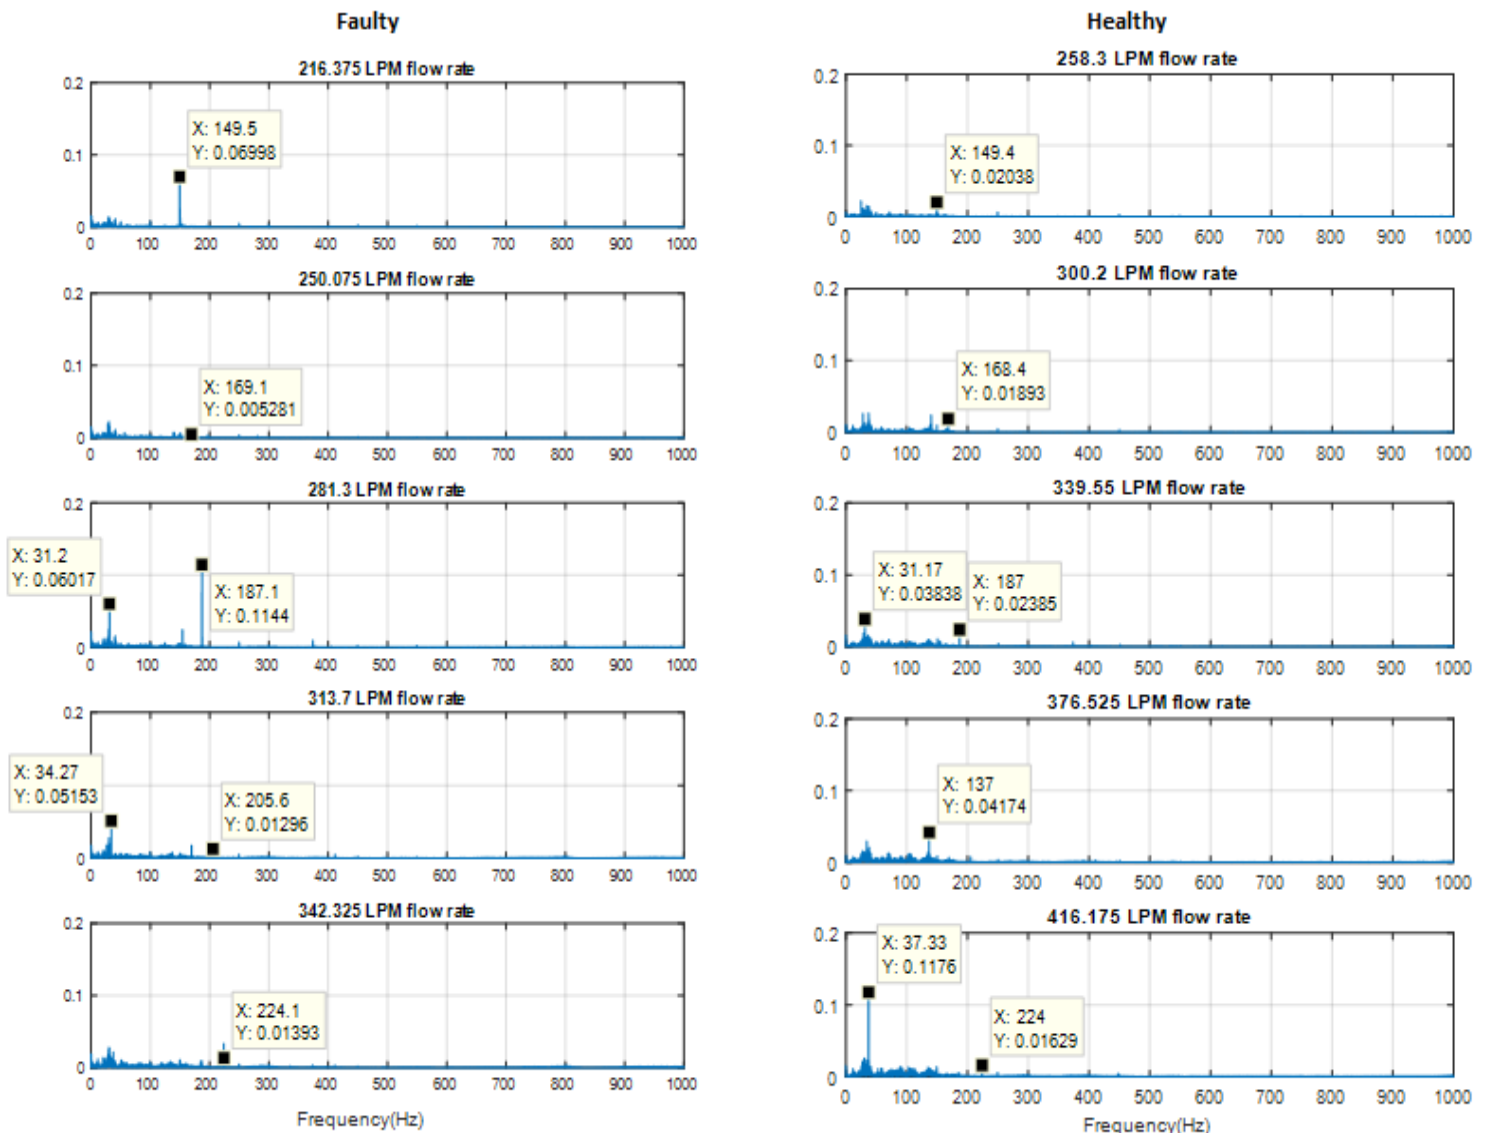 Faulty
216.375 LPM flow rate
0.2
0.1
0
X: 149.5
Y: 0.06998
0 100 200 300 400 500 600 700 800 900 1000
250.075 LPM flow rate
0.2
0.1
0
X: 169.1
Y: 0.005281
0 100 200 300 400 500 600 700 800 900 1000
281.3 LPM flow rate
0.2
0
X: 31.2
Y: 0.06017
X: 187.1
Y: 0.1144
0 100 200 300 400 500 600 700 800 900 1000
313.7 LPM flow rate
0.2
0
X: 34.27
Y: 0.05153
X: 205.6
Y: 0.01296
0 100 200 300 400 500 600 700 800 900 1000
342.325 LPM flow rate
0.2
0.1
0
X: 224.1
Y: 0.01393
0 100 200 300 400 500 600 700 800 900 1000
Frequency(Hz)
Healthy
258.3 LPM flow rate
0.2
0.1
0
X: 149.4
Y: 0.02038
0 100 200 300 400 500 600 700 800 900 1000
300.2 LPM flow rate
0.2
0.1
0
X: 168.4
Y: 0.01893
0 100 200 300 400 500 600 700 800 900 1000
339.55 LPM flow rate
0.2
0.1
0
X: 31.17
Y: 0.03838
X: 187
Y: 0.02385
0 100 200 300 400 500 600 700 800 900 1000
376.525 LPM flow rate
0.2
0.1
0
X: 137
Y: 0.04174
0 100 200 300 400 500 600 700 800 900 1000
416.175 LPM flow rate
0.2
0.1
0
X: 37.33
Y: 0.1176
X: 224
Y: 0.01629
0 100 200 300 400 500 600 700 800 900 1000
Frequency(Hz)